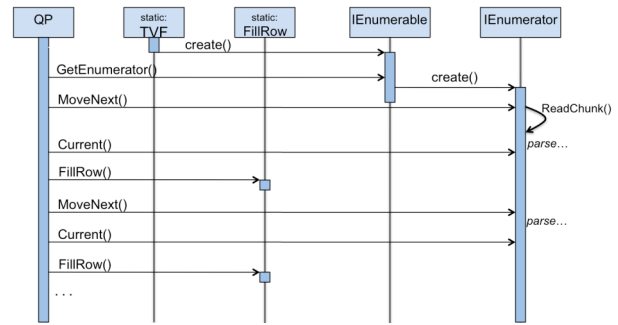 QP
static:
TVF
static:
FillRow
IEnumerable
IEnumerator
create()
GetEnumerator()
create()
MoveNext()
ReadChunk()
Current()
parse...
FillRow()
MoveNext()
parse...
Current()
FillRow()
. . .